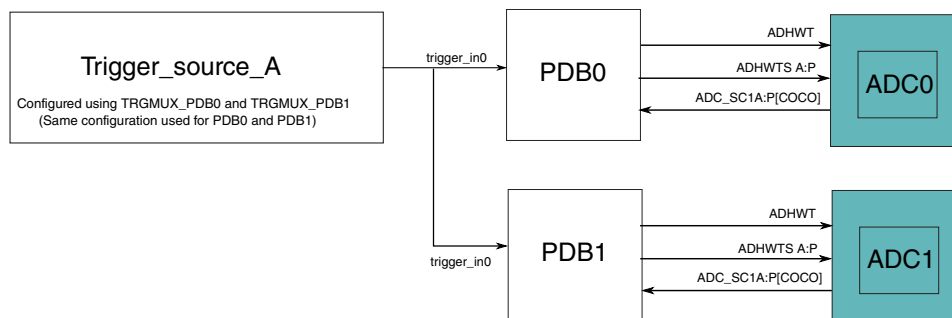 Trigger_source_A
Configured using TRGMUX_PDB0 and TRGMUX_PDB1
(Same configuration used for PDB0 and PDB1)
trigger_in0
PDB0
ADHWT
ADHWTS A:P
ADC_SC1A:P[COCO]
ADC0
trigger_in0
PDB1
ADHWT
ADHWTS A:P
ADC_SC1A:P[COCO]
ADC1